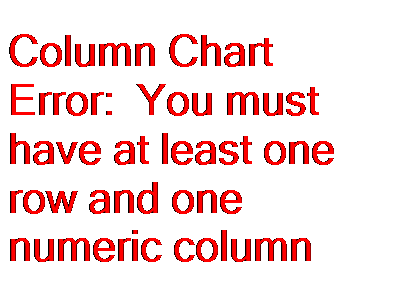 Column Chart
Error:  You must
have at least one
row and one
numeric column